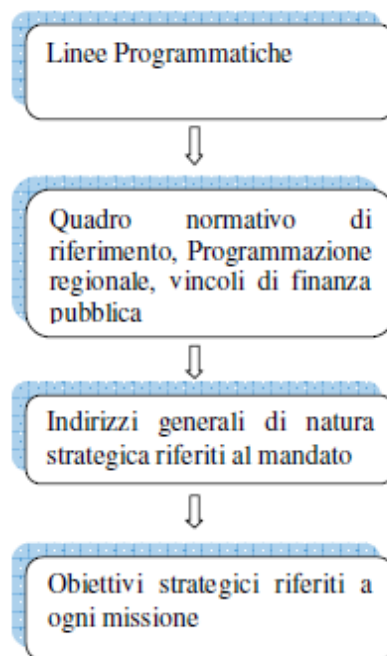 Linee Programmatiche
Quadro normativo di
riferimento, Programmazione
regionale, vincoli di finanza
pubblica
Indirizzi generali di natura
strategica riferiti al mandato
Obiettivi strategici riferiti a
ogni missione